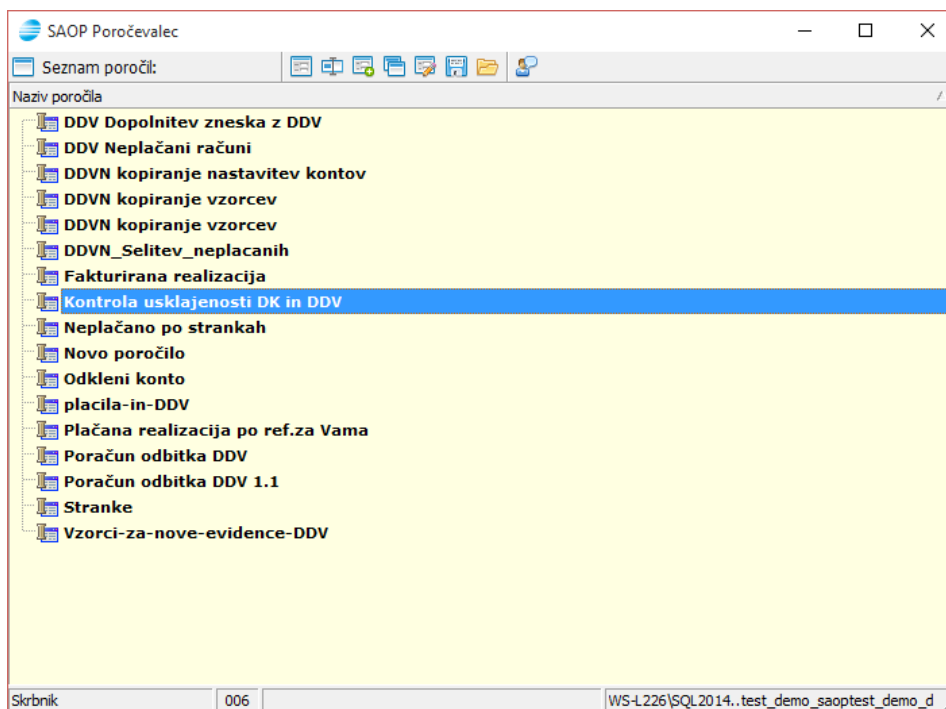 SAOP Poročevalec
Seznam poročil:
Naziv poročila
DDV Dopolnitev zneska z DDV
DDV Neplačani računi
DDVN kopiranje nastavitev kontov
DDVN kopiranje vzorcev
DDVN kopiranje vzorcev
DDVN_Selitev_neplacanih
Fakturirana realizacija
Kontrola usklajenosti DK in DDV
Neplačano po strankah
Novo poročilo
Odkleni konto
placila-in-DDV
Plačana realizacija po ref.za Vama
Poračun odbitka DDV
Poračun odbitka DDV 1.1
Stranke
Vzorci-za-nove-evidence-DDV
Skrbnik 006 WS-L226\SQL2014..test_demo_saoptest_demo_d